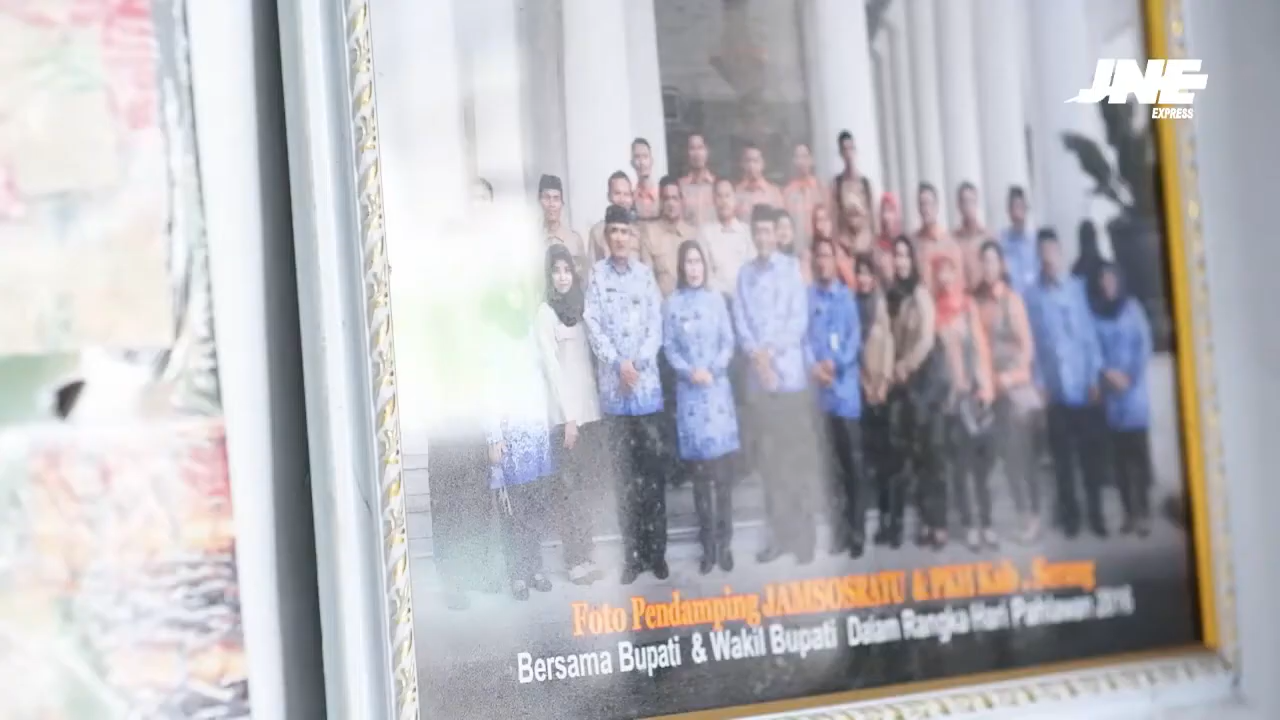 JNE
EXPRESS
Foto Pendamping JAMSOSRATU & PKH Kab . Serang
Bersama Bupati & Wakil Bupati Dalam Rangka Hari Pahlawan 2016